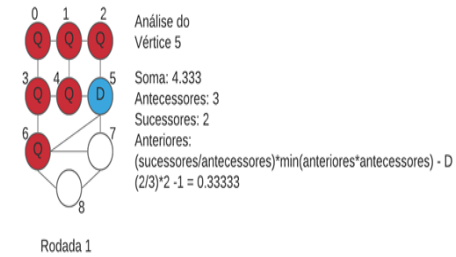 0 1 2
Q Q Q
3 4 5
Q Q D
6 7
Q
8
Rodada 1
Análise do
Vértice 5
Soma: 4.333
Antecessores: 3
Sucessores: 2
Anteriores:
(sucessores/antecessores)*min(anteriores*antecessores) - D
(2/3)*2 -1 = 0.33333